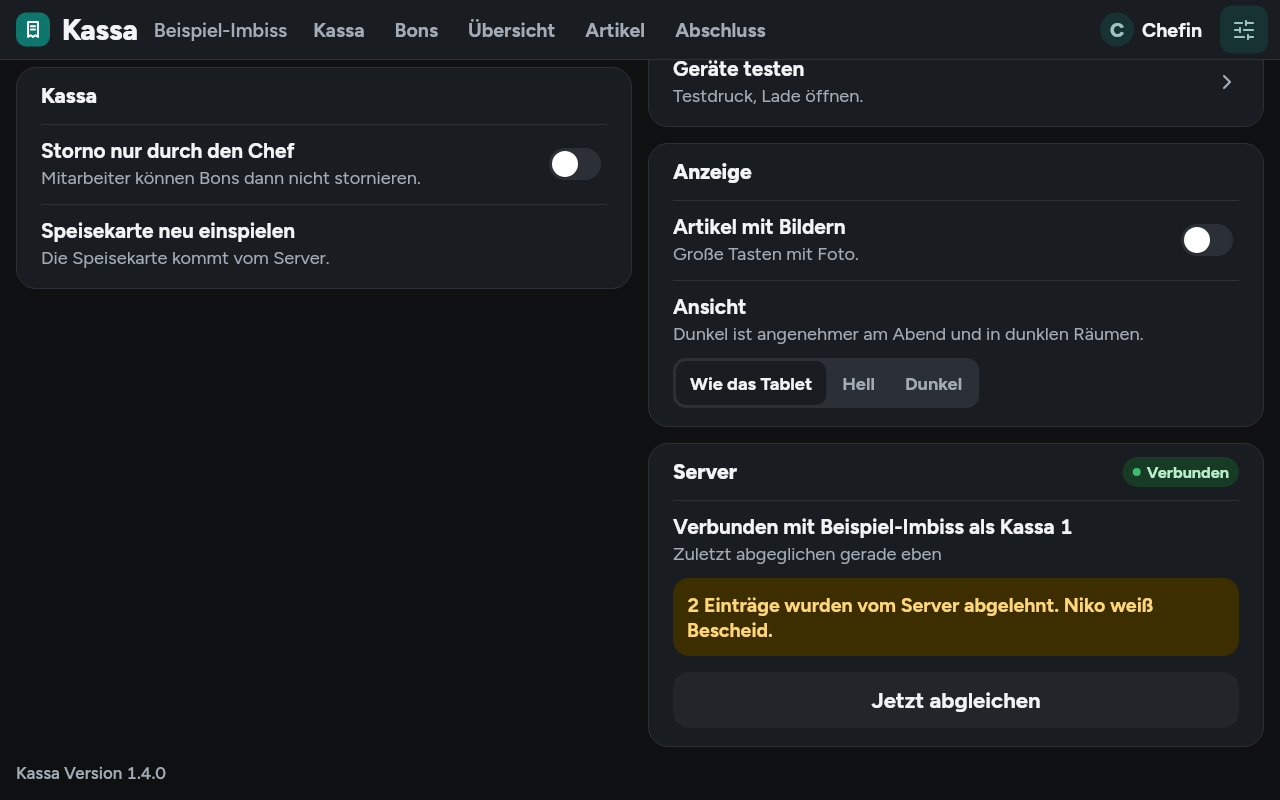 Kassa
Beispiel-Imbiss
Kassa
Bons
Übersicht
Artikel
Abschluss
C
Chefin
Kassa
Storno nur durch den Chef
Mitarbeiter können Bons dann nicht stornieren.
Speisekarte neu einspielen
Die Speisekarte kommt vom Server.
Geräte testen
Testdruck, Lade öffnen.
Anzeige
Artikel mit Bildern
Große Tasten mit Foto.
Ansicht
Dunkel ist angenehmer am Abend und in dunklen Räumen.
Wie das Tablet
Hell
Dunkel
Server
Verbunden
Verbunden mit Beispiel-Imbiss als Kassa 1
Zuletzt abgeglichen gerade eben
2 Einträge wurden vom Server abgelehnt. Niko weiß
Bescheid.
Jetzt abgleichen
Kassa Version 1.4.0